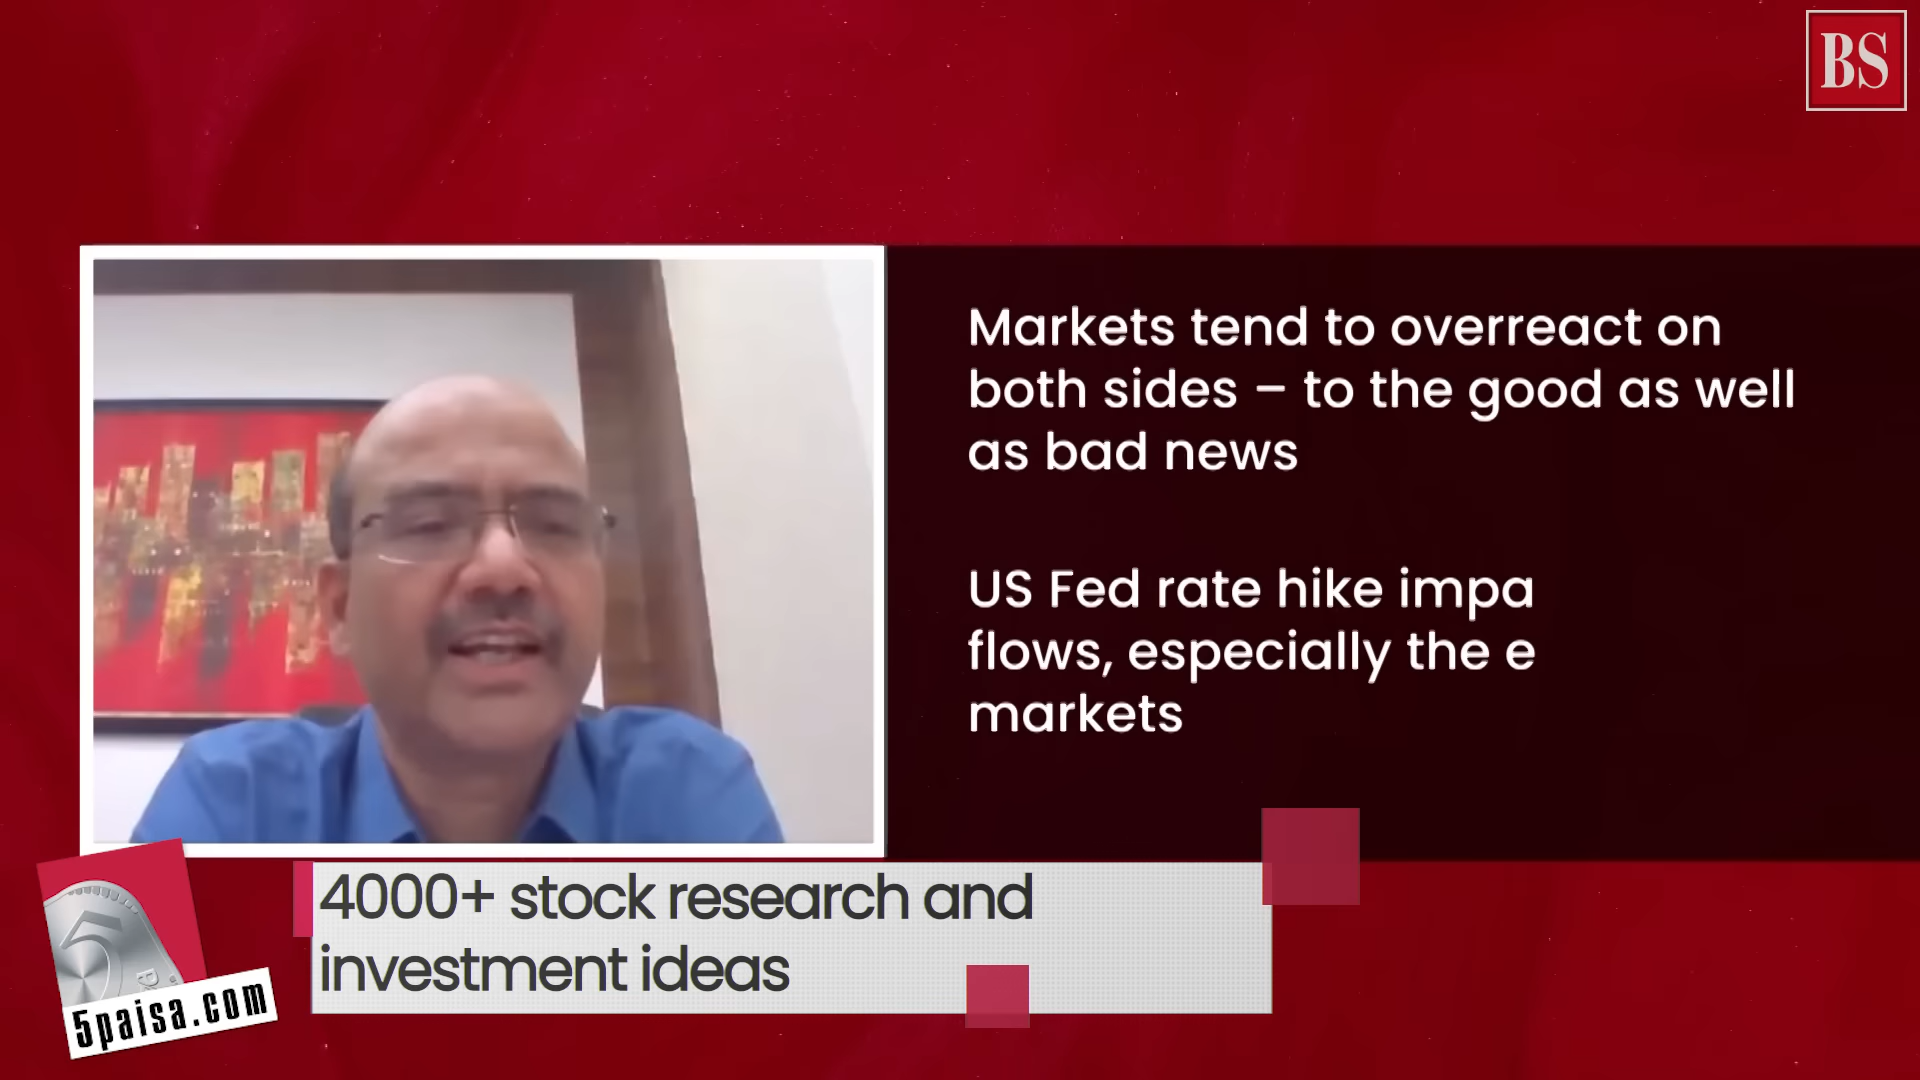 BS
Markets tend to overreact on
both sides – to the good as well
as bad news
US Fed rate hike impa
flows, especially the e
markets
4000+ stock research and
investment ideas
5paisa.com